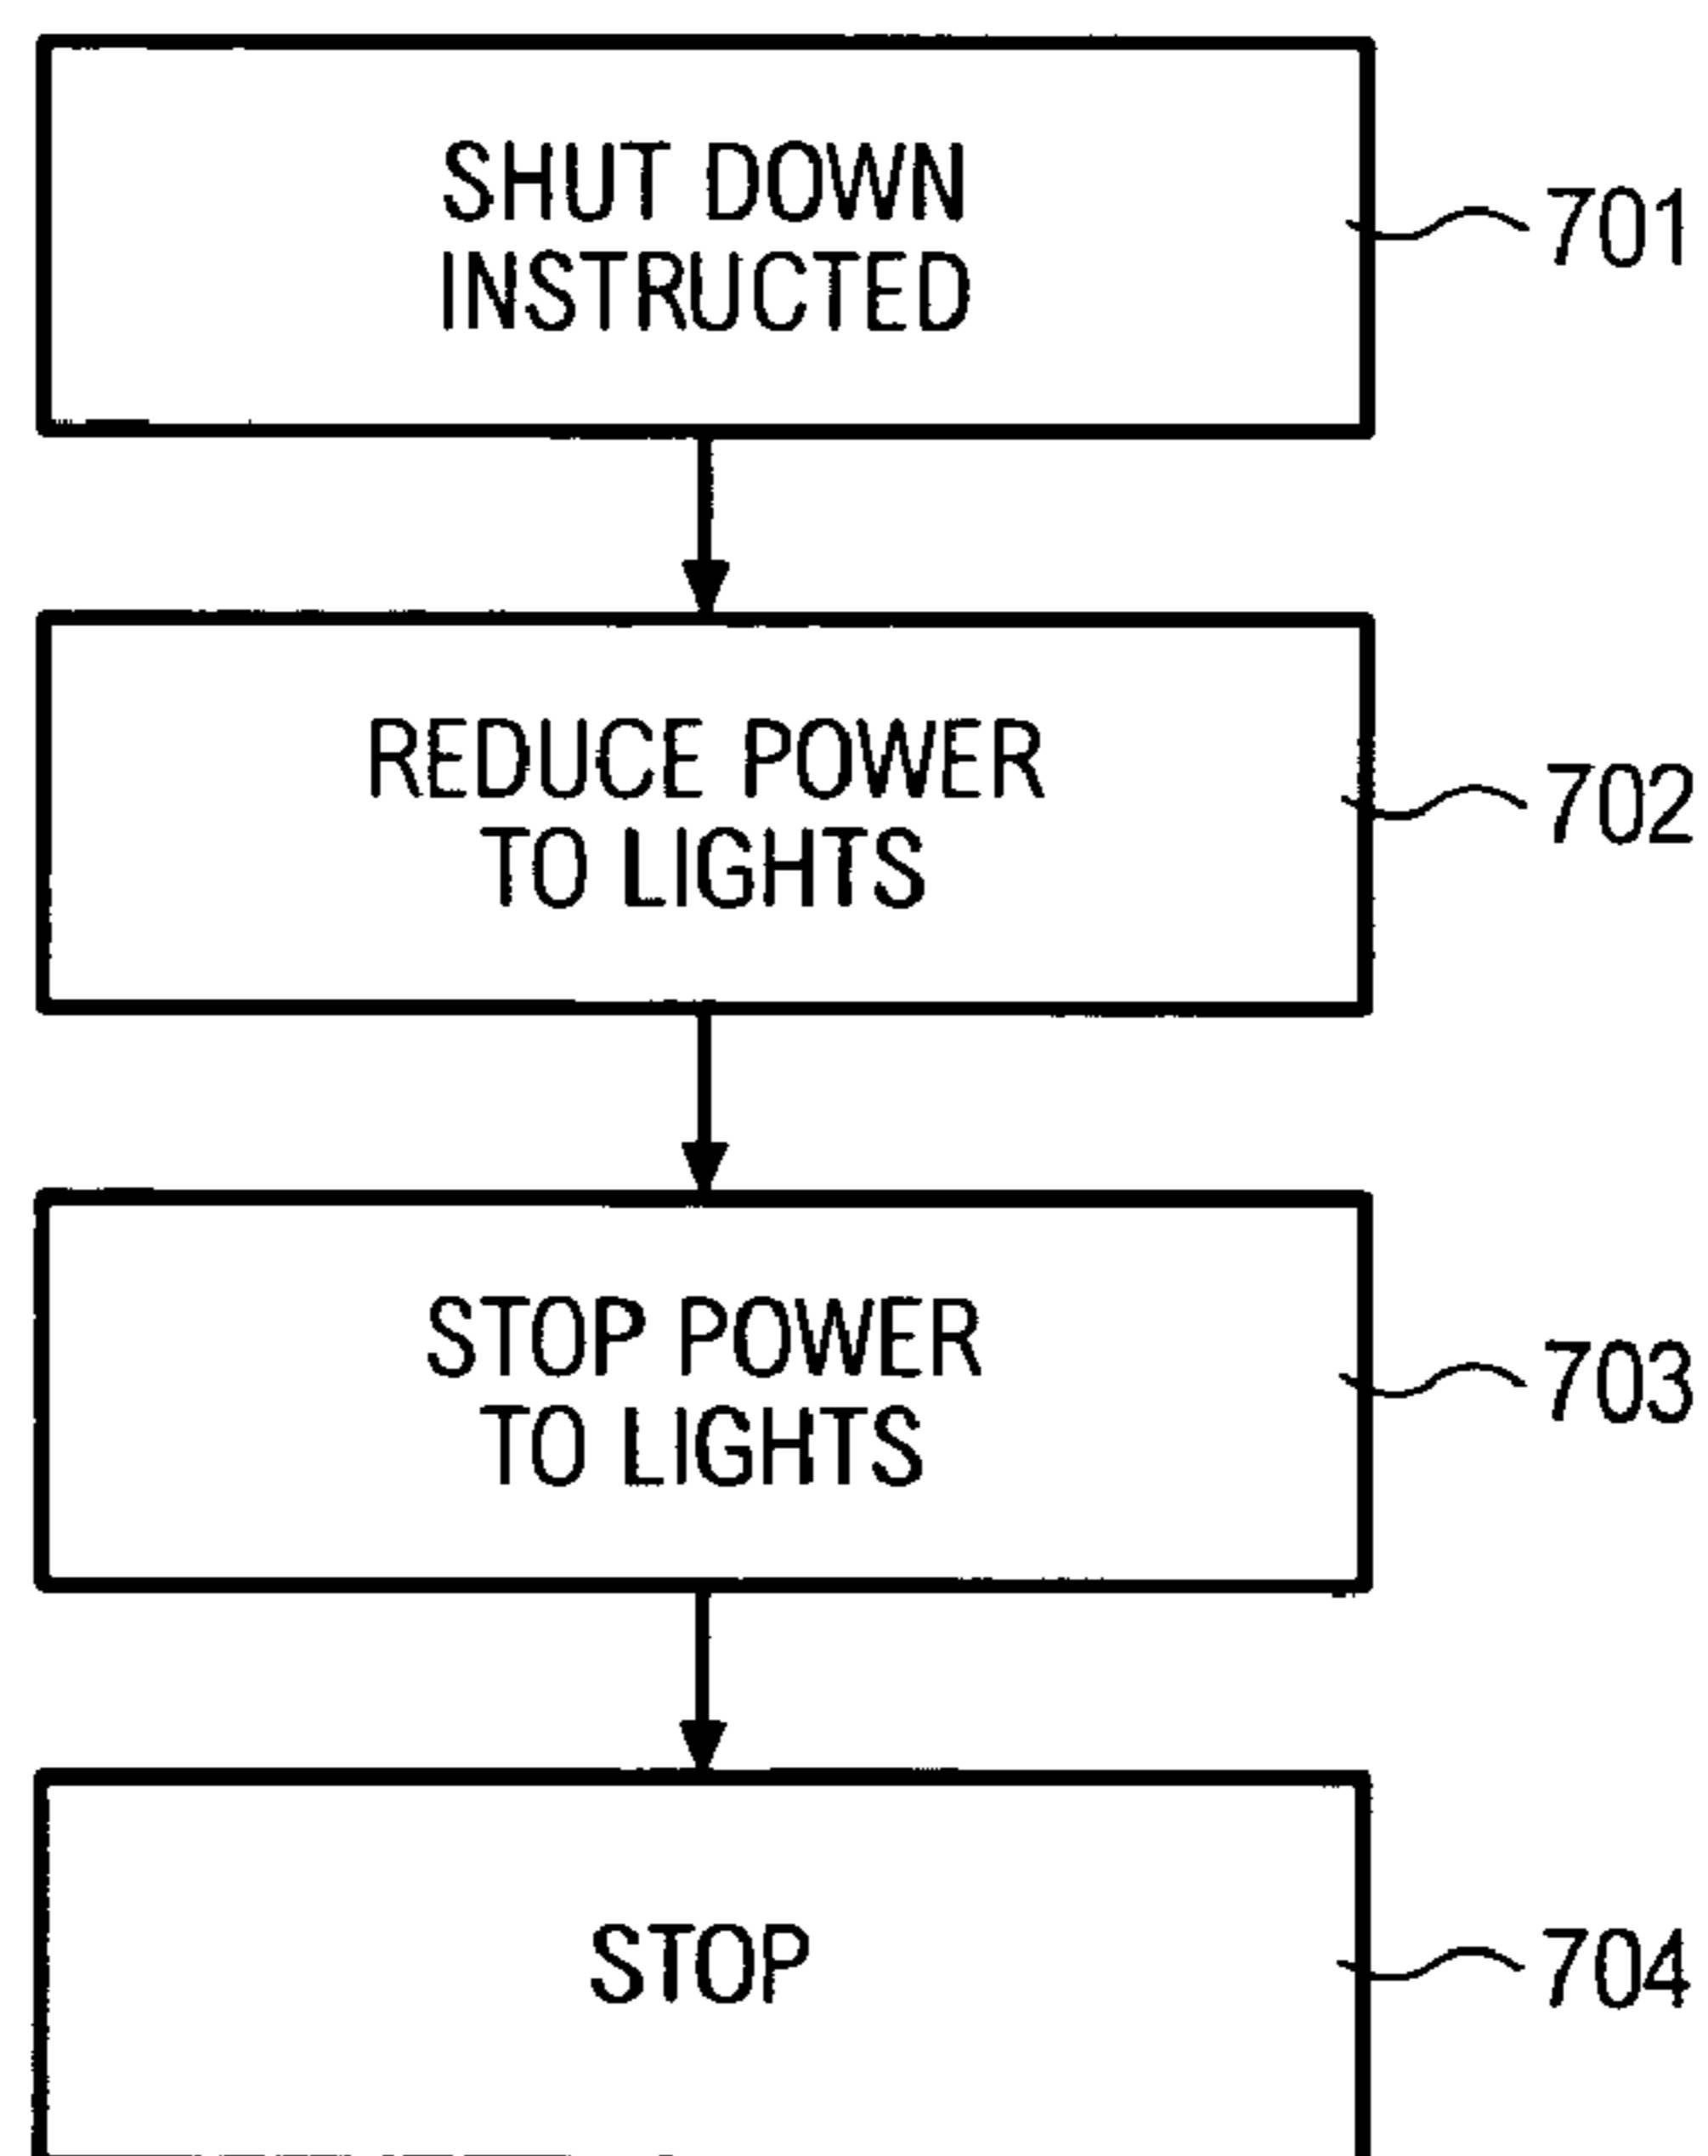 SHUT DOWN
INSTRUCTED
701
REDUCE POWER
TO LIGHTS
702
STOP POWER
TO LIGHTS
703
STOP
704